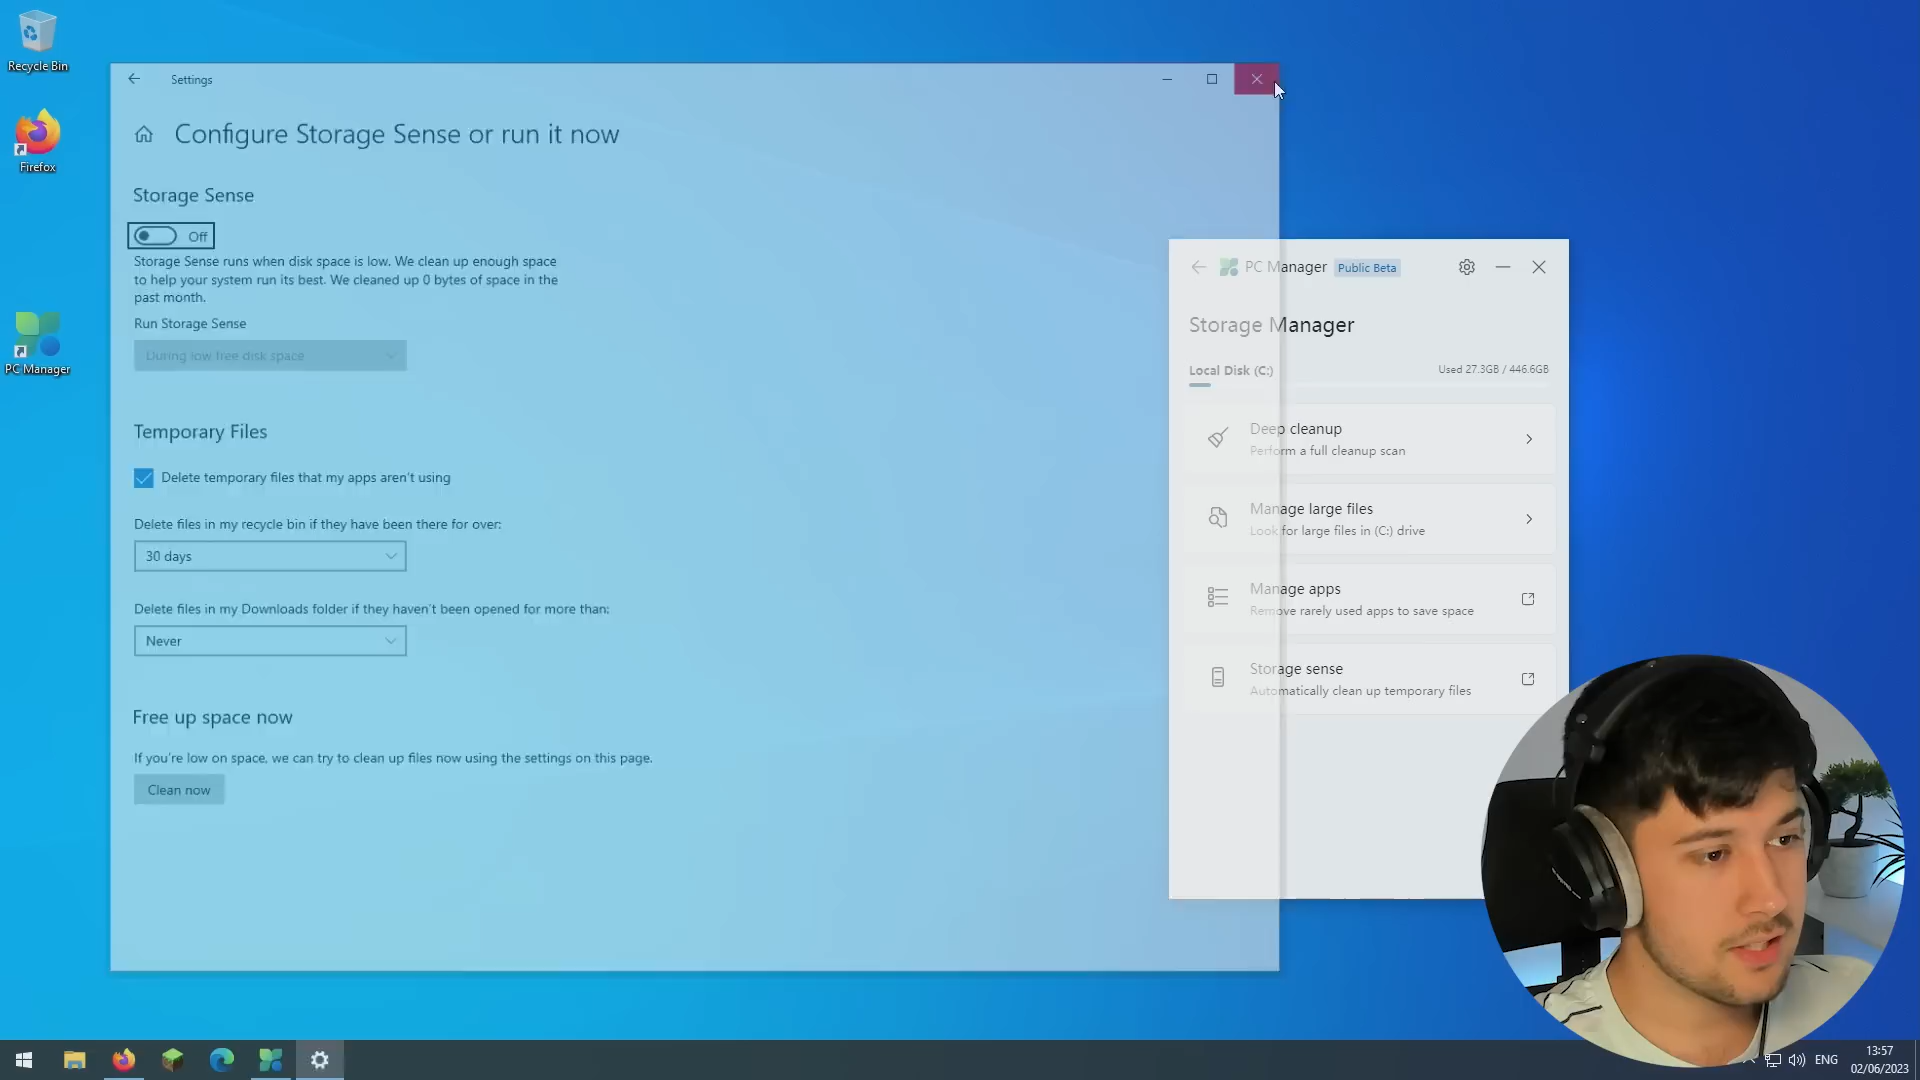 Recycle Bin
Firefox
PC Manager
Settings
Configure Storage Sense or run it now
Storage Sense
Off
Storage Sense runs when disk space is low. We clean up enough space
to help your system run its best. We cleaned up 0 bytes of space in the
past month.
Run Storage Sense
During low free disk space
Temporary Files
Delete temporary files that my apps aren't using
Delete files in my recycle bin if they have been there for over:
30 days
Delete files in my Downloads folder if they haven't been opened for more than:
Never
Free up space now
If you're low on space, we can try to clean up files now using the settings on this page.
Clean now
PC Manager Public Beta
Storage Manager
Local Disk (C:) Used 27.3GB / 446.6GB
Deep cleanup
Perform a full cleanup scan
Manage large files
Look for large files in (C:) drive
Manage apps
Remove rarely used apps to save space
Storage sense
Automatically clean up temporary files
ENG
13:57
02/06/2023